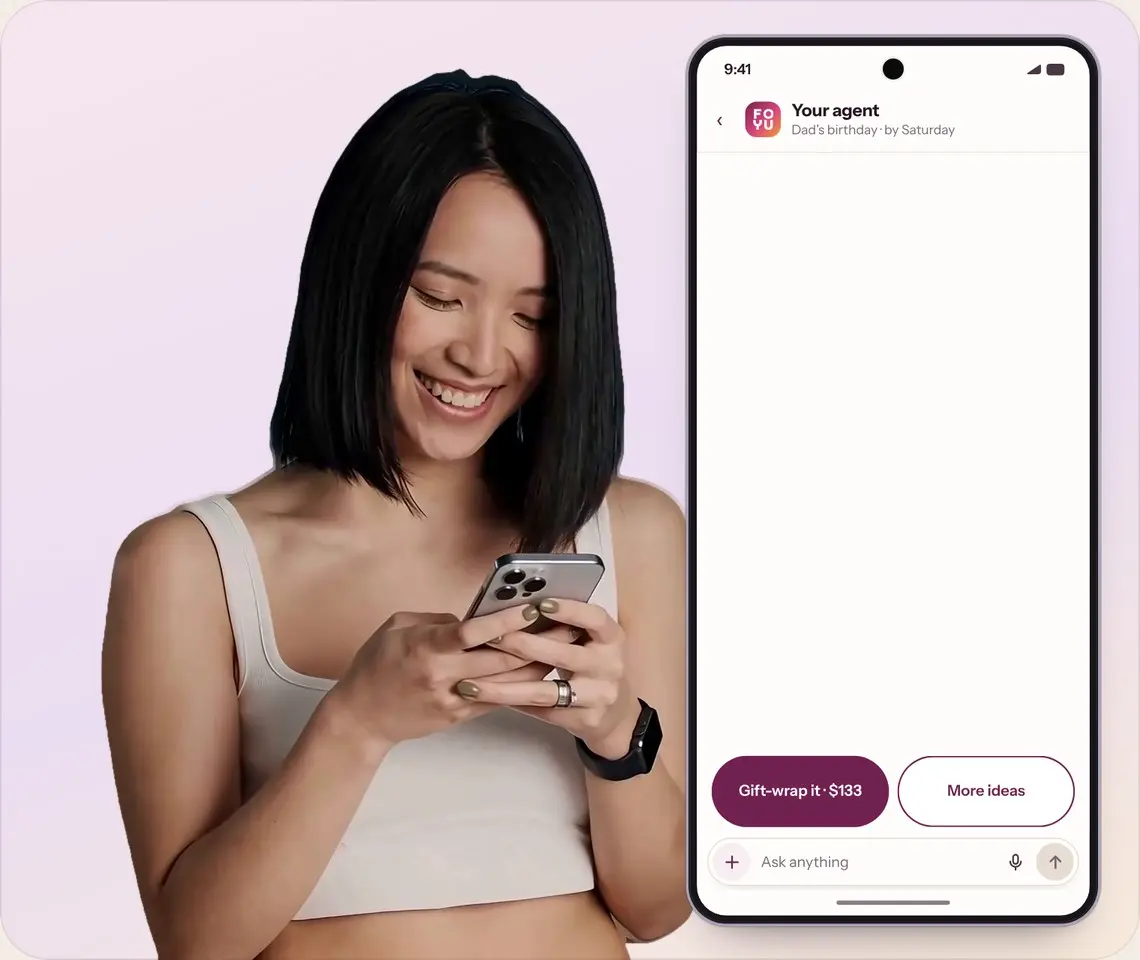 9:41
FO
YU
Your agent
Dad's birthday · by Saturday
Gift-wrap it · $133
More ideas
Ask anything